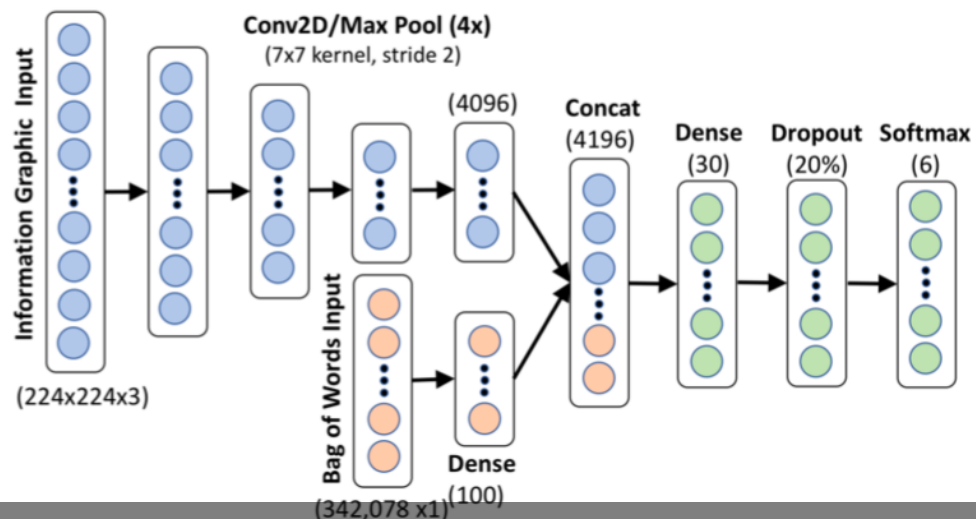 Information Graphic Input
(224x224x3)
Conv2D/Max Pool (4x)
(7x7 kernel, stride 2)
(4096)
Bag of Words Input
(342,078 x1)
Dense
(100)
Concat
(4196)
Dense
(30)
Dropout
(20%)
Softmax
(6)